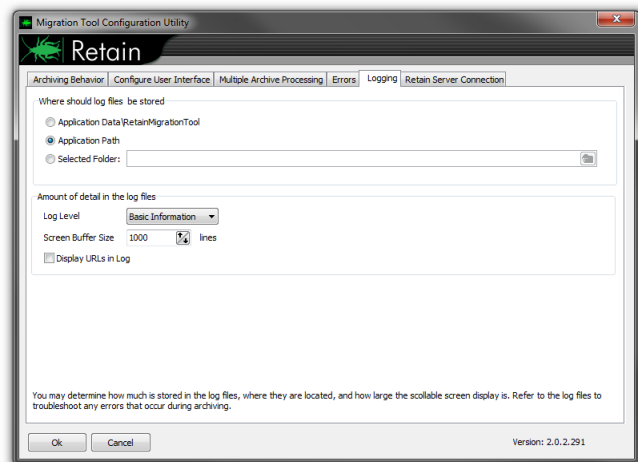 Migration Tool Configuration Utility
Retain
Archiving Behavior Configure User Interface Multiple Archive Processing Errors Logging Retain Server Connection
Where should log files be stored
Application Data\RetainMigrationTool
Application Path
Selected Folder:
Amount of detail in the log files
Log Level Basic Information
Screen Buffer Size 1000 lines
Display URLs in Log
You may determine how much is stored in the log files, where they are located, and how large the scollable screen display is. Refer to the log files to
troubleshoot any errors that occur during archiving.
Ok Cancel Version: 2.0.2.291